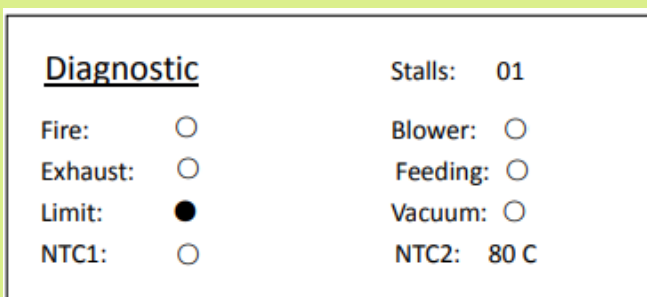 Diagnostic Stalls: 01
Fire: ○ Blower: ○
Exhaust: ○ Feeding: ○
Limit: ● Vacuum: ○
NTC1: ○ NTC2: 80 C